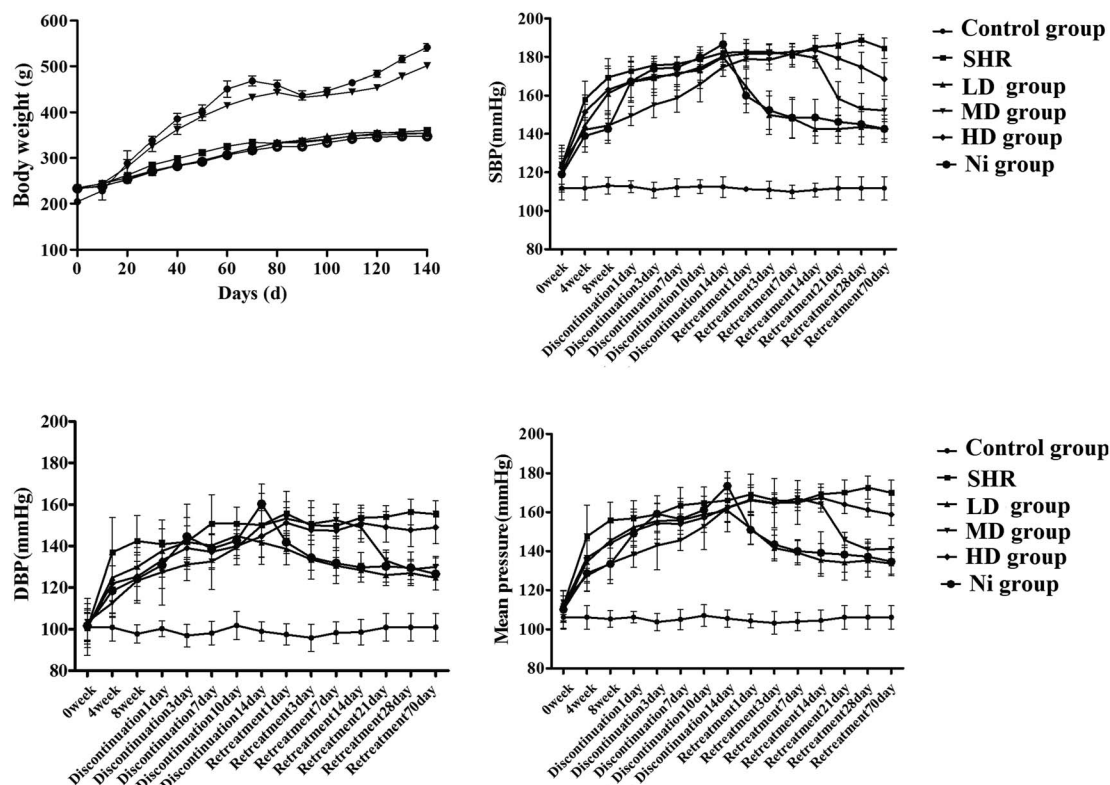 600
500
400
300
200
100
Body weight (g)
0
20
40
60
80
100
120
140
Days (d)
200
180
160
140
120
100
80
SBP(mmHg)
0week
4week
8week
Discontinuation1day
Discontinuation3day
Discontinuation7day
Discontinuation10day
Discontinuation14day
Retreatment1day
Retreatment3day
Retreatment7day
Retreatment14day
Retreatment21day
Retreatment28day
Retreatment70day
Control group
SHR
LD group
MD group
HD group
Ni group
200
180
160
140
120
100
80
DBP(mmHg)
0week
4week
8week
Discontinuation1day
Discontinuation3day
Discontinuation7day
Discontinuation10day
Discontinuation14day
Retreatment1day
Retreatment3day
Retreatment7day
Retreatment14day
Retreatment21day
Retreatment28day
Retreatment70day
200
180
160
140
120
100
80
Mean pressure(mmHg)
0week
4week
8week
Discontinuation1day
Discontinuation3day
Discontinuation7day
Discontinuation10day
Discontinuation14day
Retreatment1day
Retreatment3day
Retreatment7day
Retreatment14day
Retreatment21day
Retreatment28day
Retreatment70day
Control group
SHR
LD group
MD group
HD group
Ni group